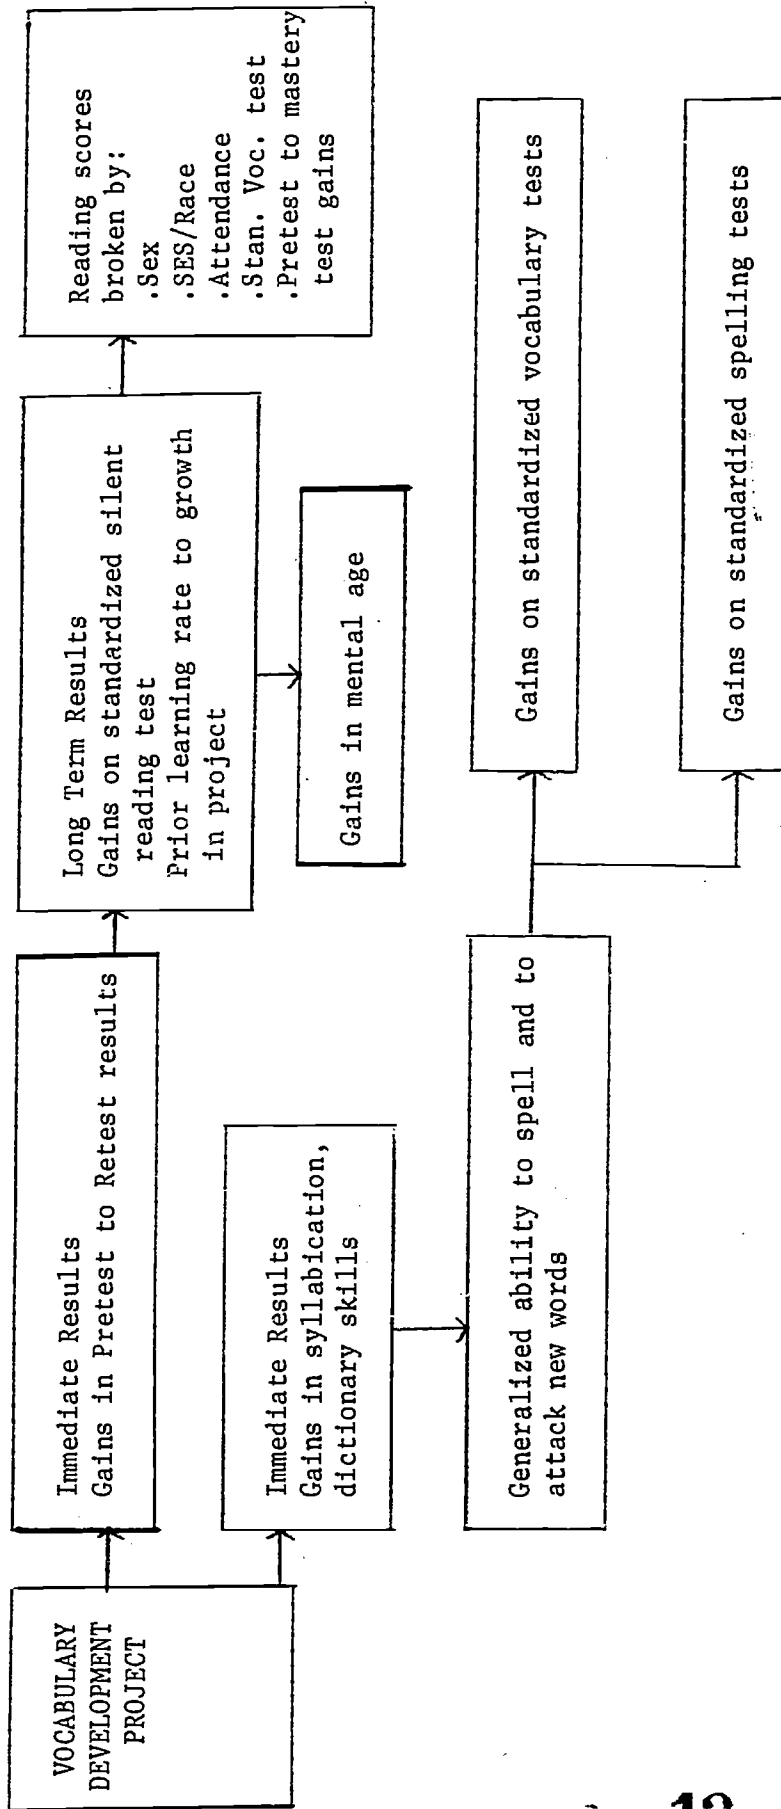 VOCABULARY
DEVELOPMENT
PROJECT
Immediate Results
Gains in Pretest to Retest results
Long Term Results
Gains on standardized silent
reading test
Prior learning rate to growth
in project
Reading scores
broken by:
.Sex
.SES/Race
.Attendance
.Stan. Voc. test
.Pretest to mastery
test gains
Gains in mental age
Immediate Results
Gains in syllabication,
dictionary skills
Generalized ability to spell and to
attack new words
Gains on standardized vocabulary tests
Gains on standardized spelling tests
12